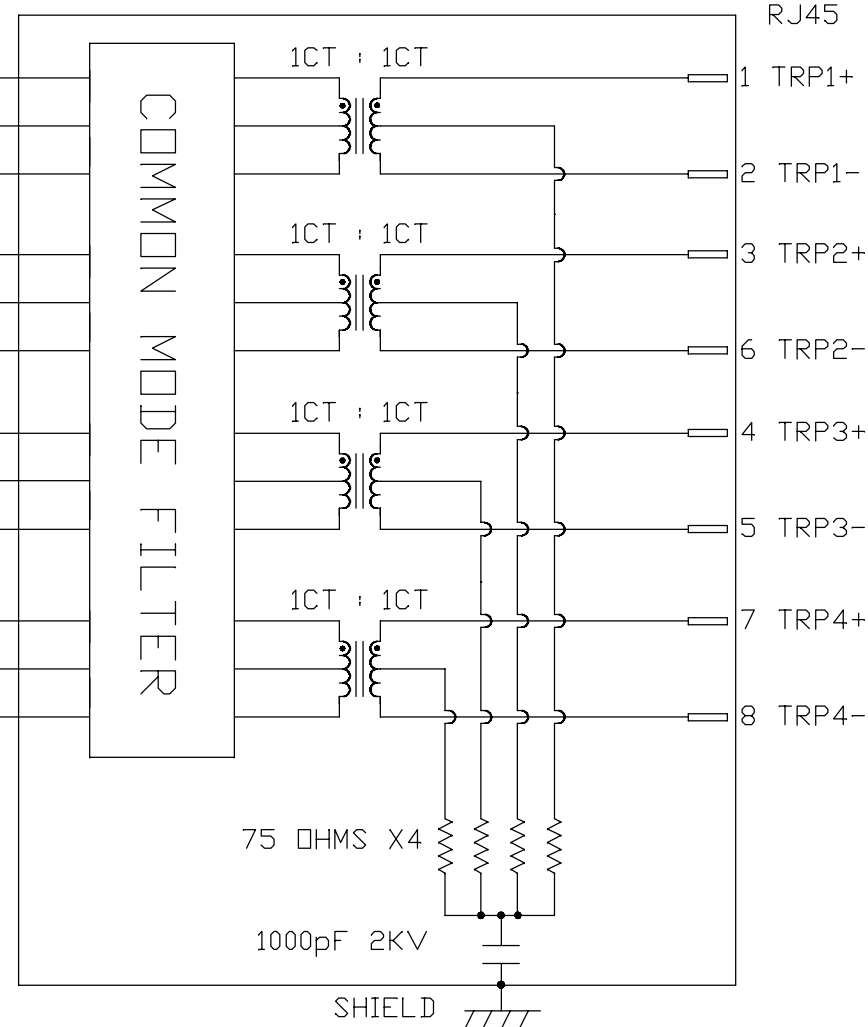 RJ45
1CT : 1CT
1 TRP1+
2 TRP1-
1CT : 1CT
3 TRP2+
6 TRP2-
COMMON MODE FILTER
1CT : 1CT
4 TRP3+
5 TRP3-
1CT : 1CT
7 TRP4+
8 TRP4-
75 OHMS X4
1000pF 2KV
SHIELD